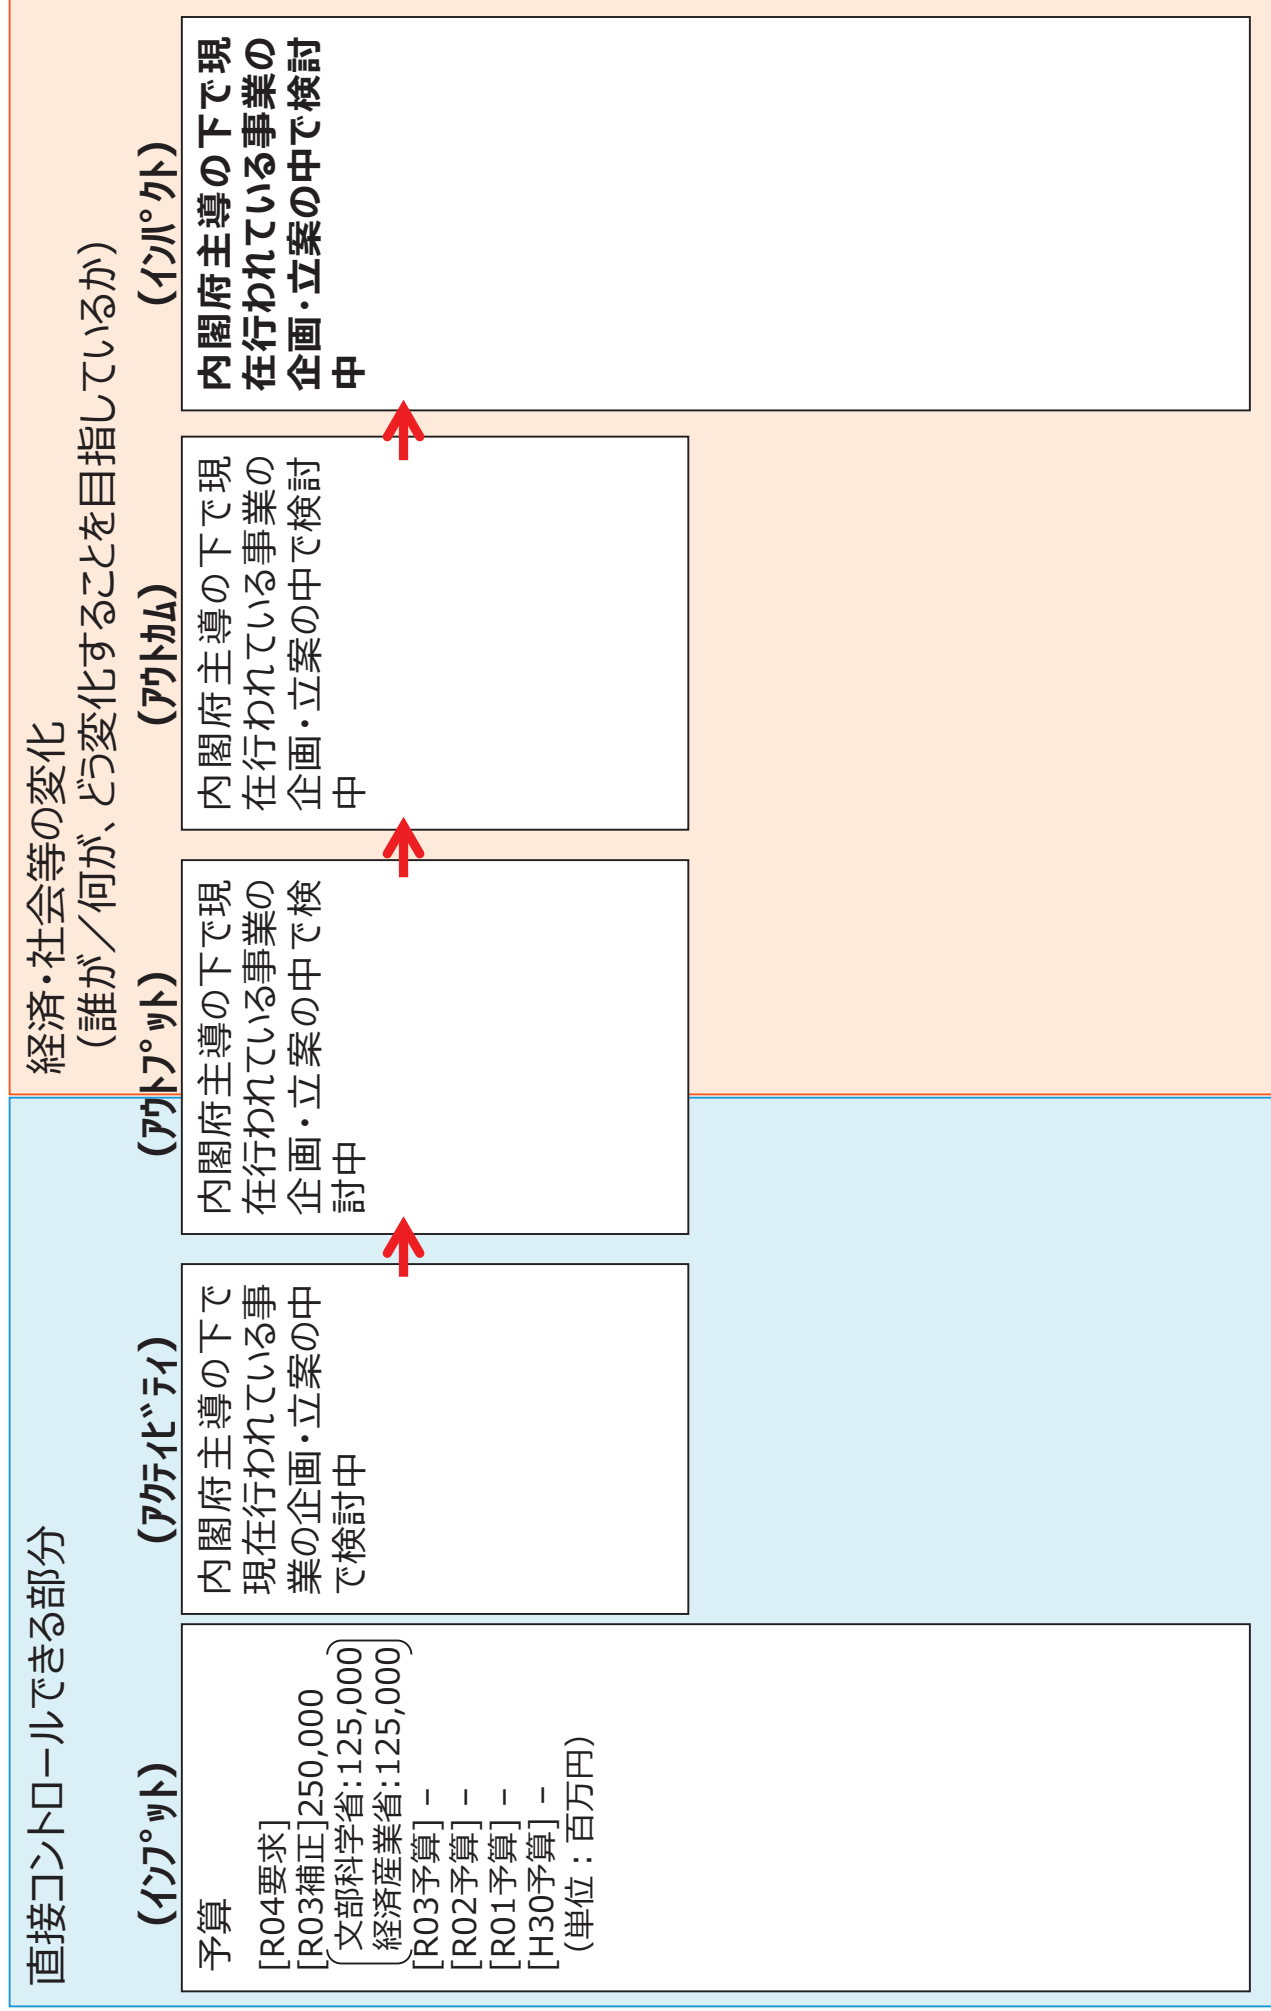 直接コントロールできる部分
(ｲﾝﾌﾟｯﾄ)
予算
[R04要求]
[R03補正]250,000
文部科学省:125,000
経済産業省:125,000
[R03予算] –
[R02予算] –
[R01予算] –
[H30予算] –
（単位：百万円）
(ｱｸﾃｨﾋﾞﾃｨ)
内閣府主導の下で
現在行われている事
業の企画・立案の中
で検討中
(ｱｳﾄﾌﾟｯﾄ)
内閣府主導の下で現
在行われている事業の
企画・立案の中で検
討中
経済・社会等の変化
（誰が／何が、どう変化することを目指しているか）
(ｱｳﾄｶﾑ)
内閣府主導の下で現
在行われている事業の
企画・立案の中で検討
中
(ｲﾝﾊﾟｸﾄ)
内閣府主導の下で現
在行われている事業の
企画・立案の中で検討
中